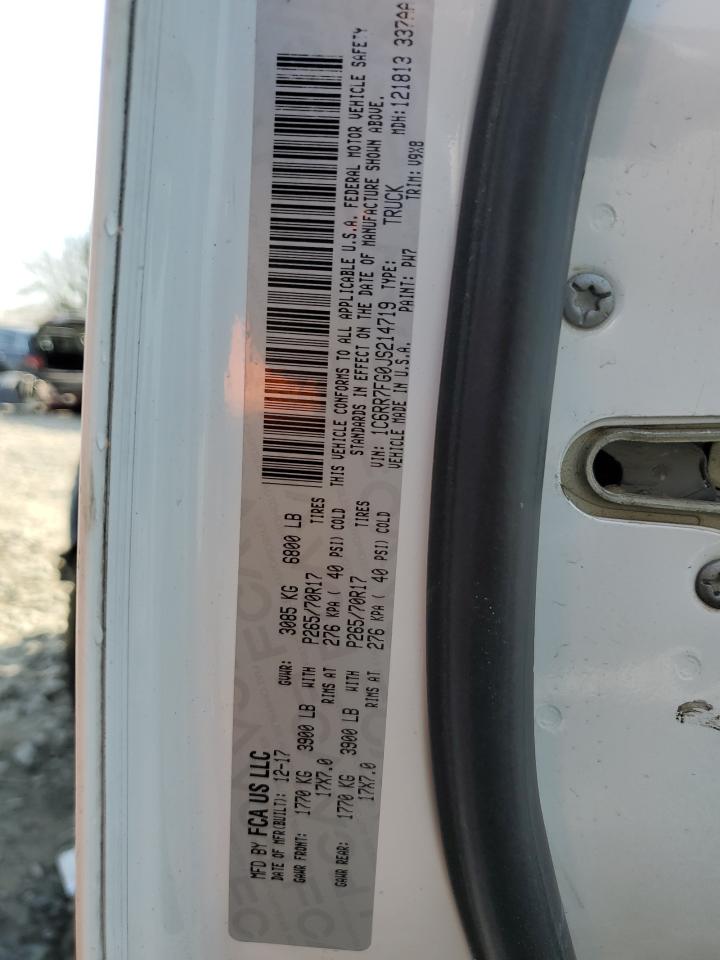 MFD BY FCA US LLC
DATE OF MFR(BUILT): 12-17 GVWR: 3085 KG 6800 LB
GAWR FRONT: 1770 KG 3900 LB WITH P265/70R17 TIRES
17X7.0 RIMS AT 276 KPA ( 40 PSI) COLD
GAWR REAR: 1770 KG 3900 LB WITH P265/70R17 TIRES
17X7.0 RIMS AT 276 KPA ( 40 PSI) COLD
THIS VEHICLE CONFORMS TO ALL APPLICABLE U.S.A. FEDERAL MOTOR VEHICLE SAFETY
STANDARDS IN EFFECT ON THE DATE OF MANUFACTURE SHOWN ABOVE.
VIN: 1C6RR7FG0JS214719 TYPE: TRUCK MDH: 121813 337AA
VEHICLE MADE IN U.S.A. PAINT: PW7 TRIM: V9X8